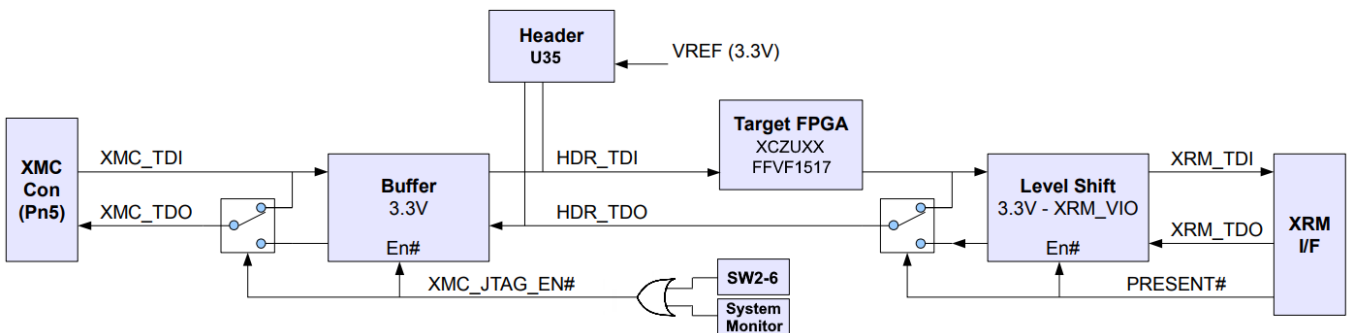 Header
U35
VREF (3.3V)
XMC
Con
(Pn5)
XMC_TDI
XMC_TDO
Buffer
3.3V
En#
HDR_TDI
HDR_TDO
Target FPGA
XCZUXX
FFVF1517
Level Shift
3.3V - XRM_VIO
En#
XRM_TDI
XRM_TDO
XRM
I/F
PRESENT#
XMC_JTAG_EN#
SW2-6
System
Monitor